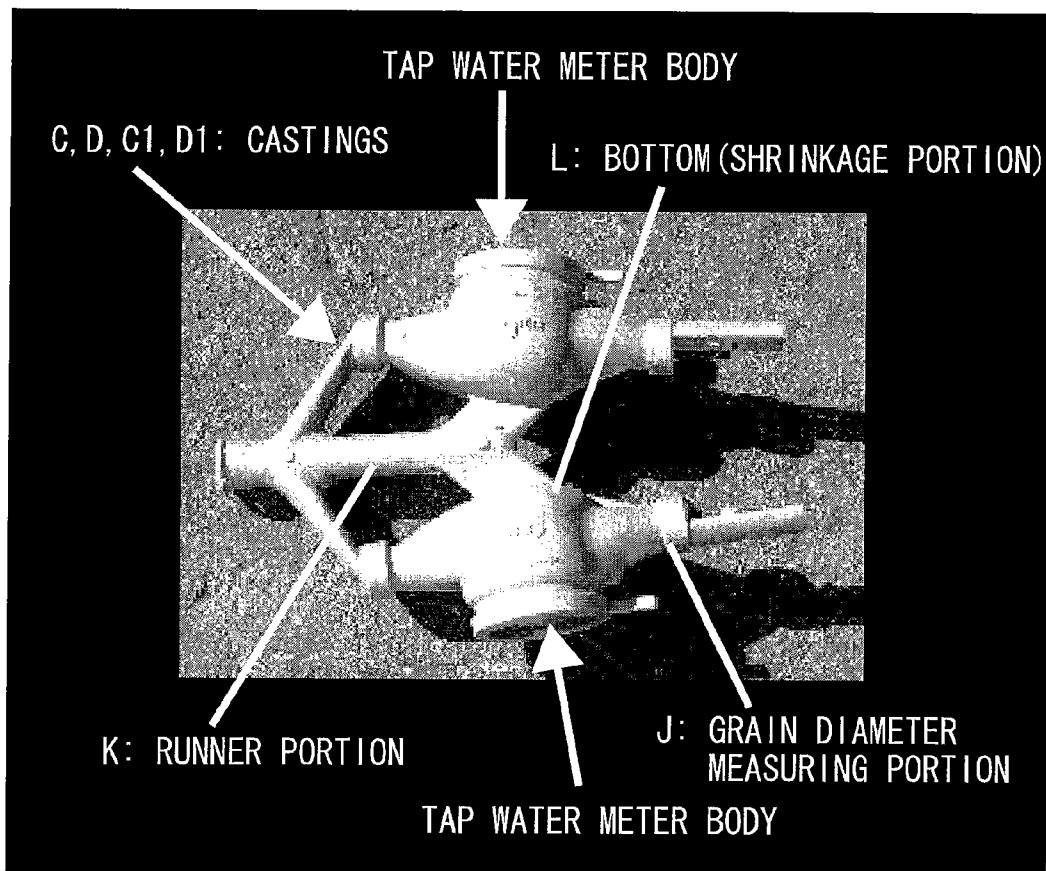 TAP WATER METER BODY
C, D, C1, D1: CASTINGS
L: BOTTOM (SHRINKAGE PORTION)
K: RUNNER PORTION
J: GRAIN DIAMETER
MEASURING PORTION
TAP WATER METER BODY